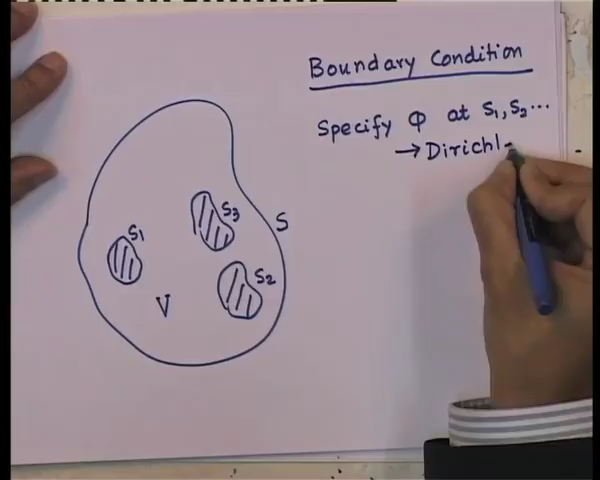 Boundary Condition
Specify Φ at S1, S2...
→ Dirichl
S1
S3
S
S2
V